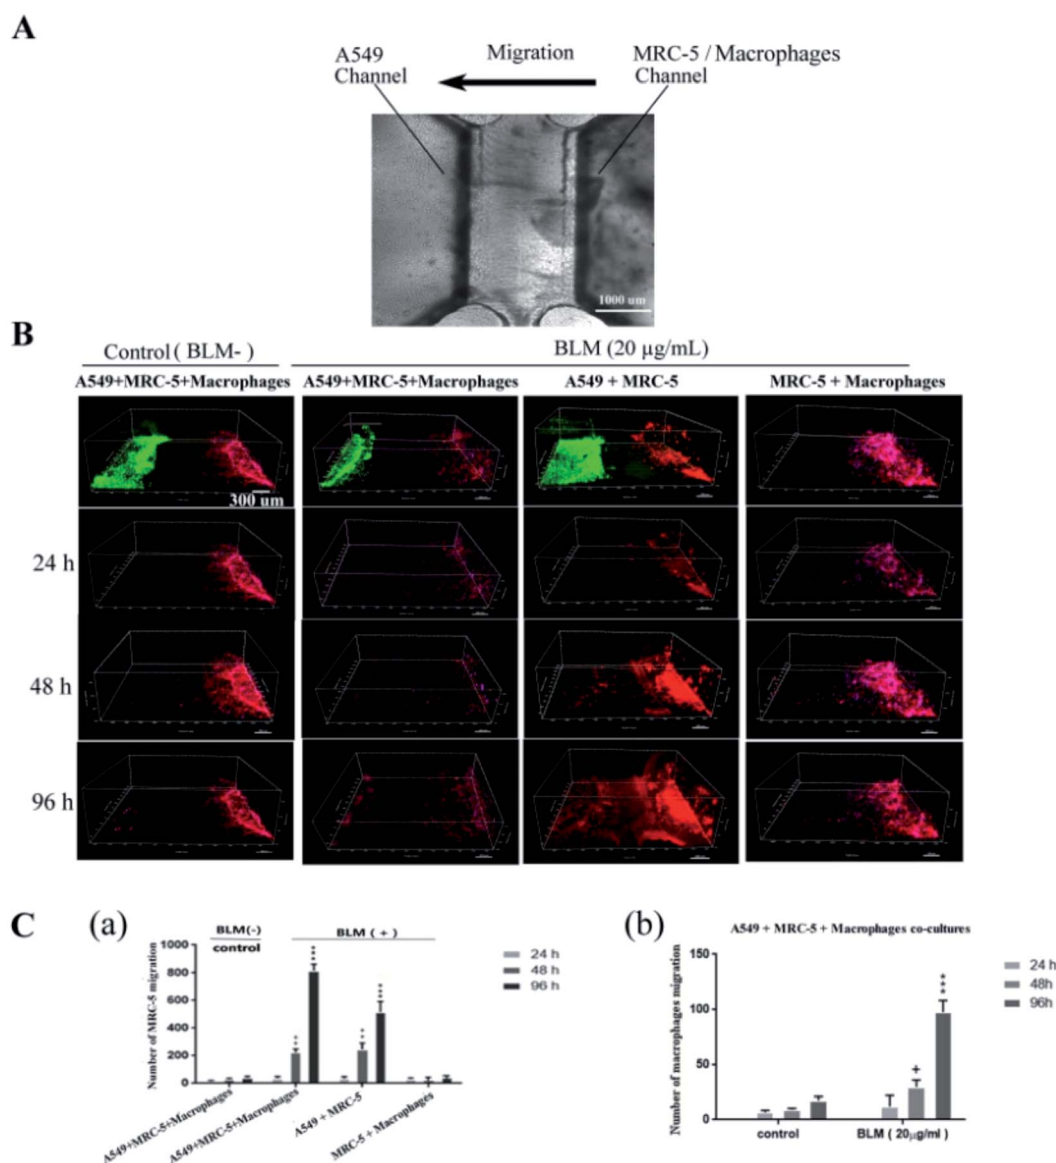 A
A549
Channel
Migration
MRC-5 / Macrophages
Channel
1000 um
B
Control ( BLM- )
BLM (20 µg/mL)
A549+MRC-5+Macrophages
A549+MRC-5+Macrophages
A549 + MRC-5
MRC-5 + Macrophages
300 um
24 h
48 h
96 h
C
(a)
BLM(-)
control
BLM ( + )
Number of MRC-5 migration
1000
800
600
400
200
0
***
***
**
**
24 h
48 h
96 h
A549+MRC-5+Macrophages
A549+MRC-5+Macrophages
A549 + MRC-5
MRC-5 + Macrophages
(b)
A549 + MRC-5 + Macrophages co-cultures
Number of macrophages migration
150
100
50
0
+
***
24 h
48h
96h
control
BLM ( 20µg/ml )